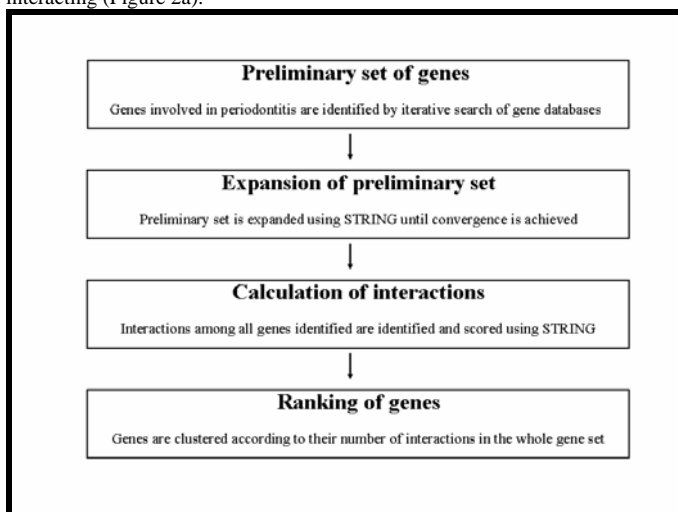 interacting (Figure 2a).
Preliminary set of genes
Genes involved in periodontitis are identified by iterative search of gene databases
Expansion of preliminary set
Preliminary set is expanded using STRING until convergence is achieved
Calculation of interactions
Interactions among all genes identified are identified and scored using STRING
Ranking of genes
Genes are clustered according to their number of interactions in the whole gene set